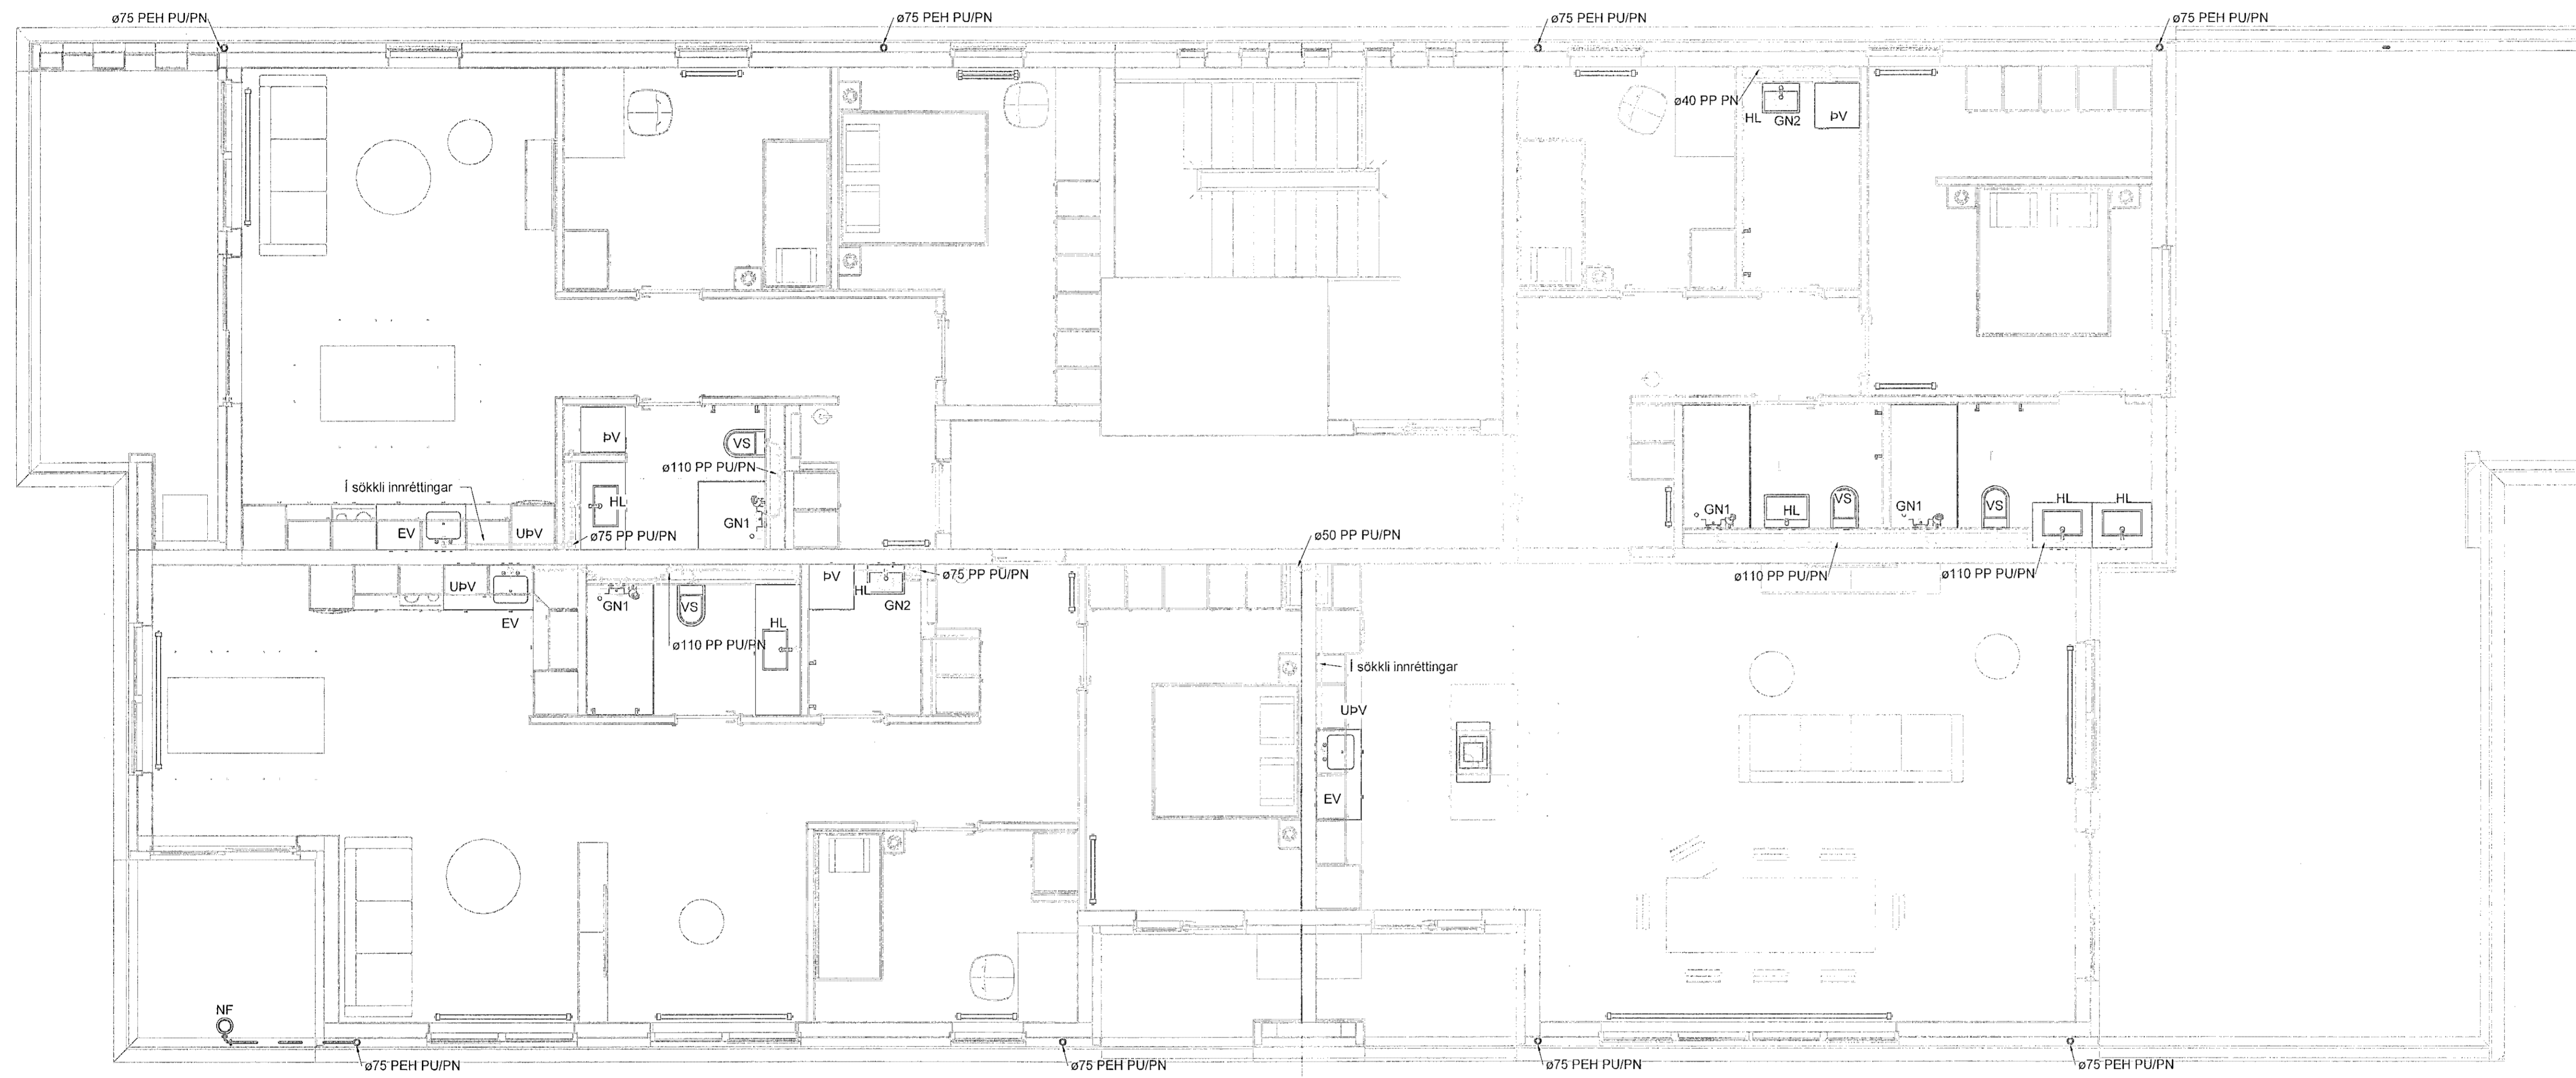 ø75 PEH PU/PN
ø75 PEH PU/PN
ø75 PEH PU/PN
ø75 PEH PU/PN
ø40 PP PN
HL
GN2
ÞV
ÞV
VS
ø110 PP PU/PN
Í sökkli innréttingar
HL
GN1
EV
UÞV
ø75 PP PU/PN
ø50 PP PU/PN
GN1
HL
VS
GN1
VS
HL
HL
ø110 PP PU/PN
ø110 PP PU/PN
UÞV
EV
GN1
VS
ø110 PP PU/PN
HL
ÞV
HL
GN2
ø75 PP PU/PN
Í sökkli innréttingar
UÞV
EV
NF
ø75 PEH PU/PN
ø75 PEH PU/PN
ø75 PEH PU/PN
ø75 PEH PU/PN